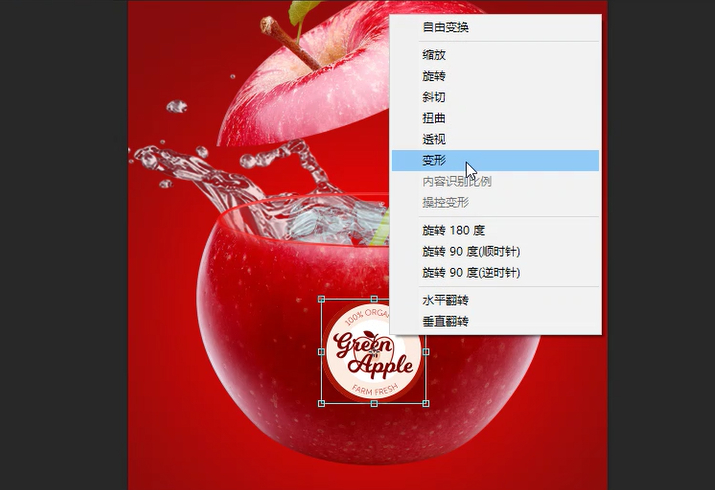 自由变换
缩放
旋转
斜切
扭曲
透视
变形
内容识别比例
操控变形
旋转 180 度
旋转 90 度(顺时针)
旋转 90 度(逆时针)
水平翻转
垂直翻转
100% ORGAN
Green
Apple
FARM FRESH